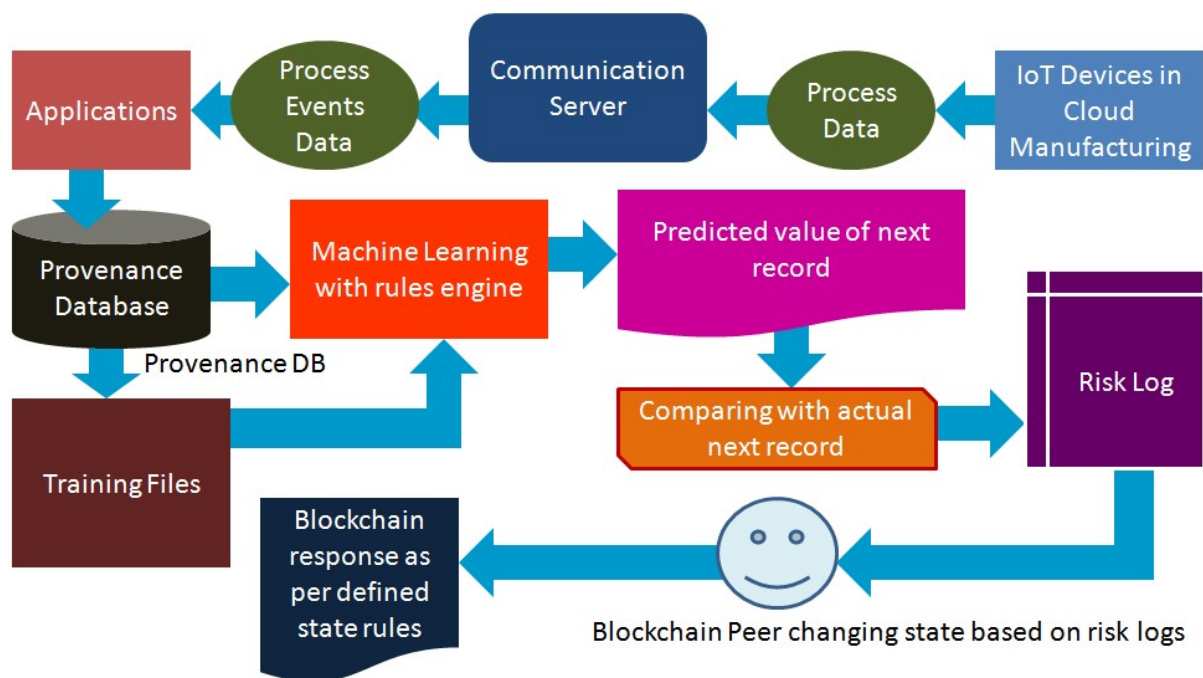 Applications
Process
Events
Data
Communication
Server
Process
Data
IoT Devices in
Cloud
Manufacturing
Provenance
Database
Machine Learning
with rules engine
Predicted value of next
record
Provenance DB
Risk Log
Comparing with actual
next record
Training Files
Blockchain
response as
per defined
state rules
Blockchain Peer changing state based on risk logs